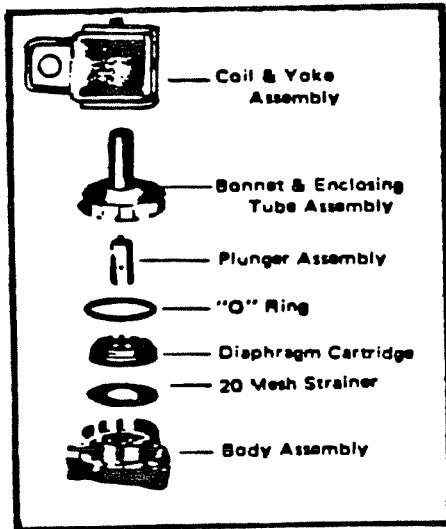 Coil & Yoke
Assembly
Bonnet & Enclosing
Tube Assembly
Plunger Assembly
"O" Ring
Diaphragm Cartridge
20 Mesh Strainer
Body Assembly